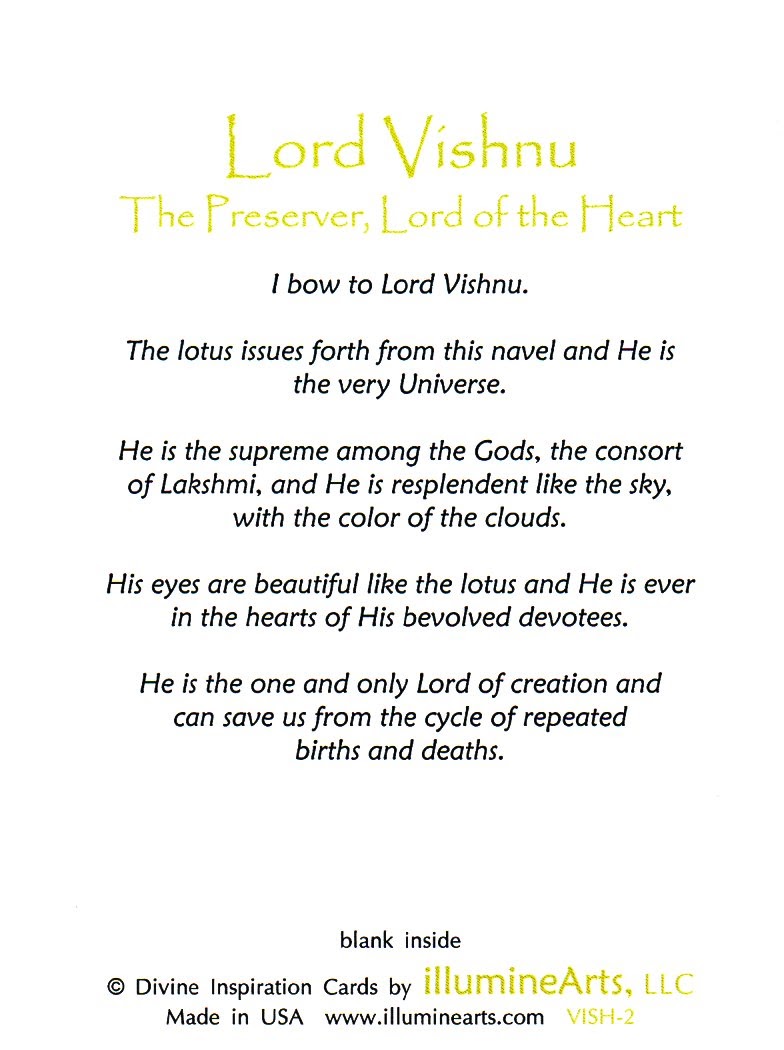 Lord Vishnu
The Preserver, Lord of the Heart
I bow to Lord Vishnu.
The lotus issues forth from this navel and He is
the very Universe.
He is the supreme among the Gods, the consort
of Lakshmi, and He is resplendent like the sky,
with the color of the clouds.
His eyes are beautiful like the lotus and He is ever
in the hearts of His bevolved devotees.
He is the one and only Lord of creation and
can save us from the cycle of repeated
births and deaths.
blank inside
© Divine Inspiration Cards by illumineArts, LLC
Made in USA www.illuminearts.com VISH-2